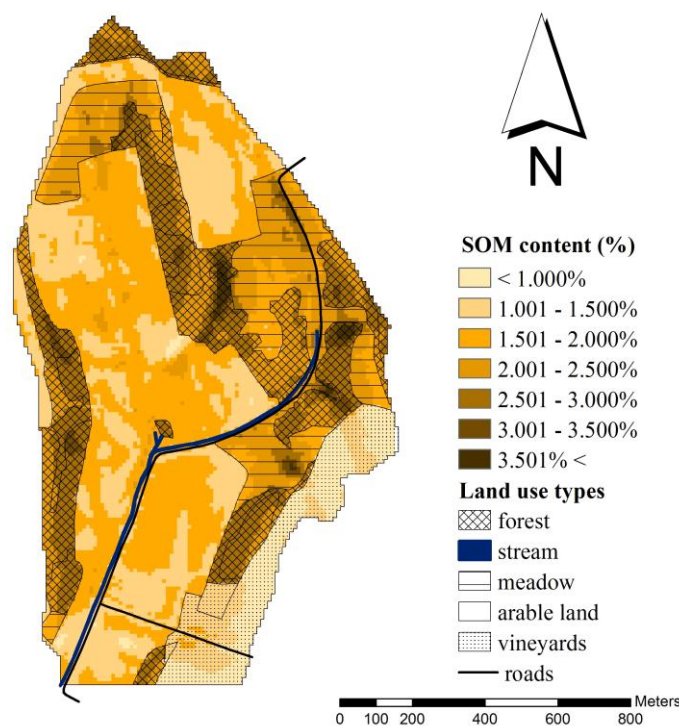 N
SOM content (%)
< 1.000%
1.001 - 1.500%
1.501 - 2.000%
2.001 - 2.500%
2.501 - 3.000%
3.001 - 3.500%
3.501% <
Land use types
forest
stream
meadow
arable land
vineyards
roads
Meters
0 100 200 400 600 800